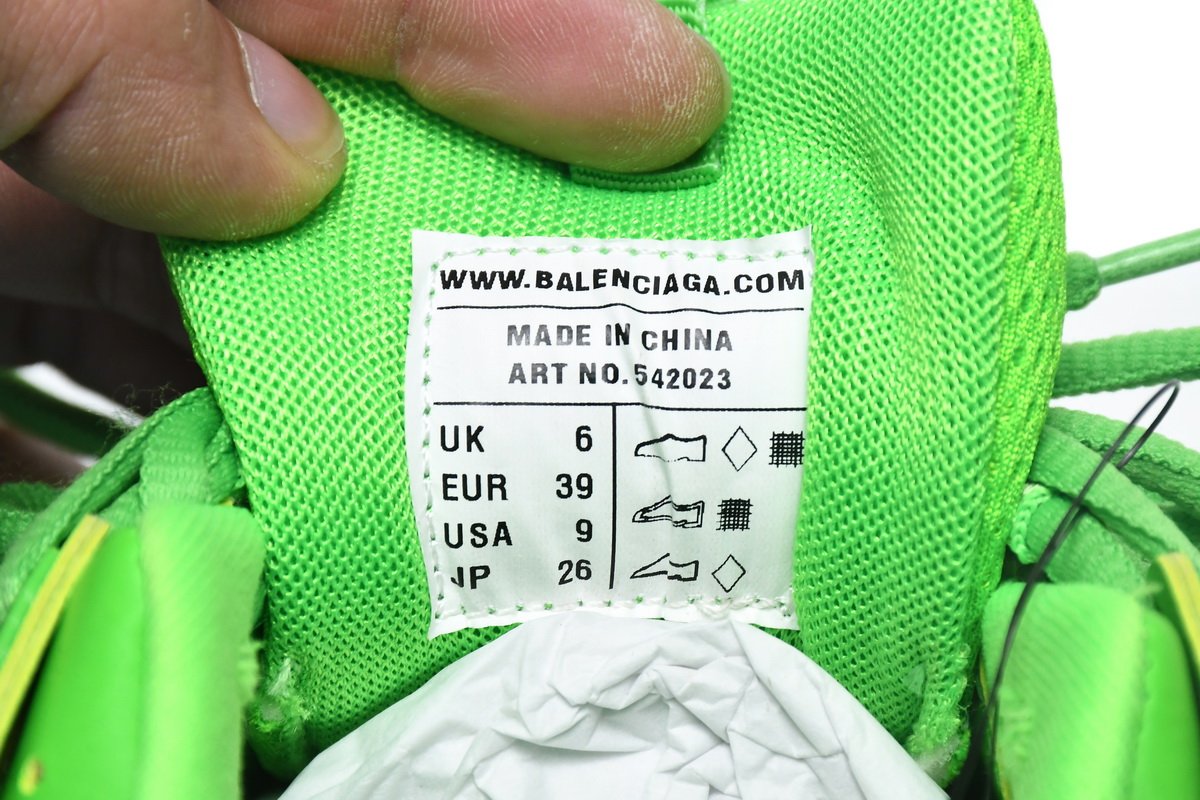 WWW.BALENCIAGA.COM
MADE IN CHINA
ART NO. 542023
UK 6
EUR 39
USA 9
JP 26